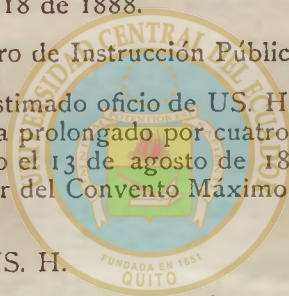 18 de 1888.
ro de Instrucción Públic
stimado oficio de US. H
a prolongado por cuatro
o el 13 de agosto de 18
r del Convento Máximo
US. H.
UNIVERSIDAD CENTRAL DEL ECUADOR
FUNDADA EN 1651
QUITO